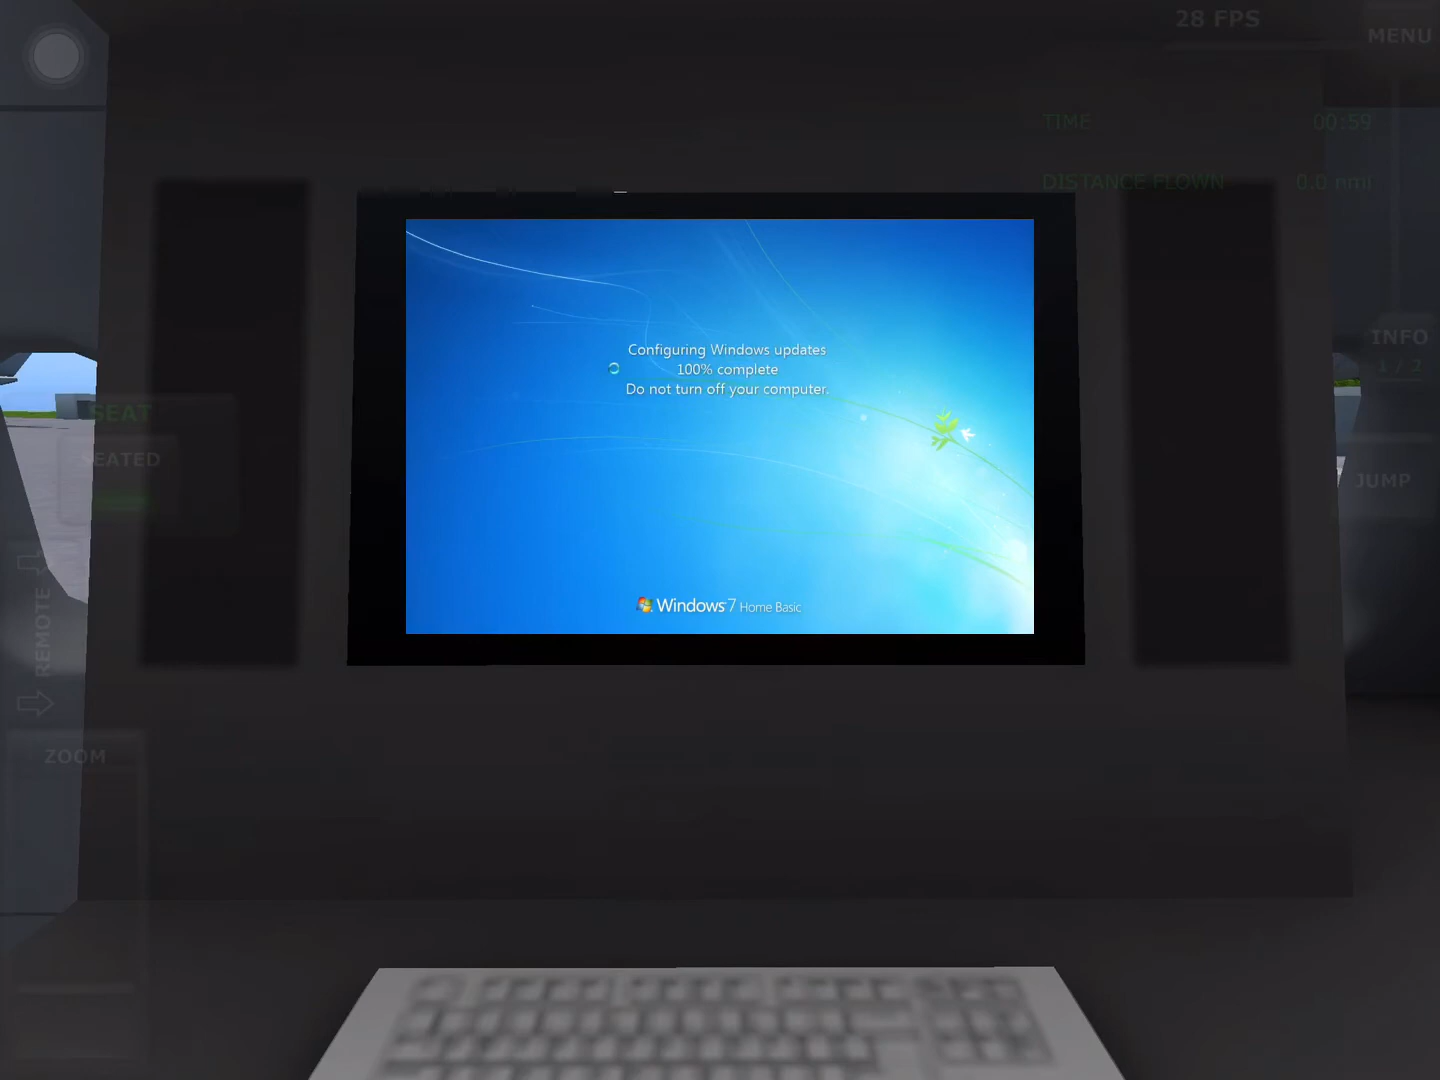 28 FPS
MENU
TIME 00:59
DISTANCE FLOWN 0.0 nmi
INFO
1 / 2
SEAT
SEATED
JUMP
REMOTE
ZOOM
Configuring Windows updates
100% complete
Do not turn off your computer.
Windows 7 Home Basic